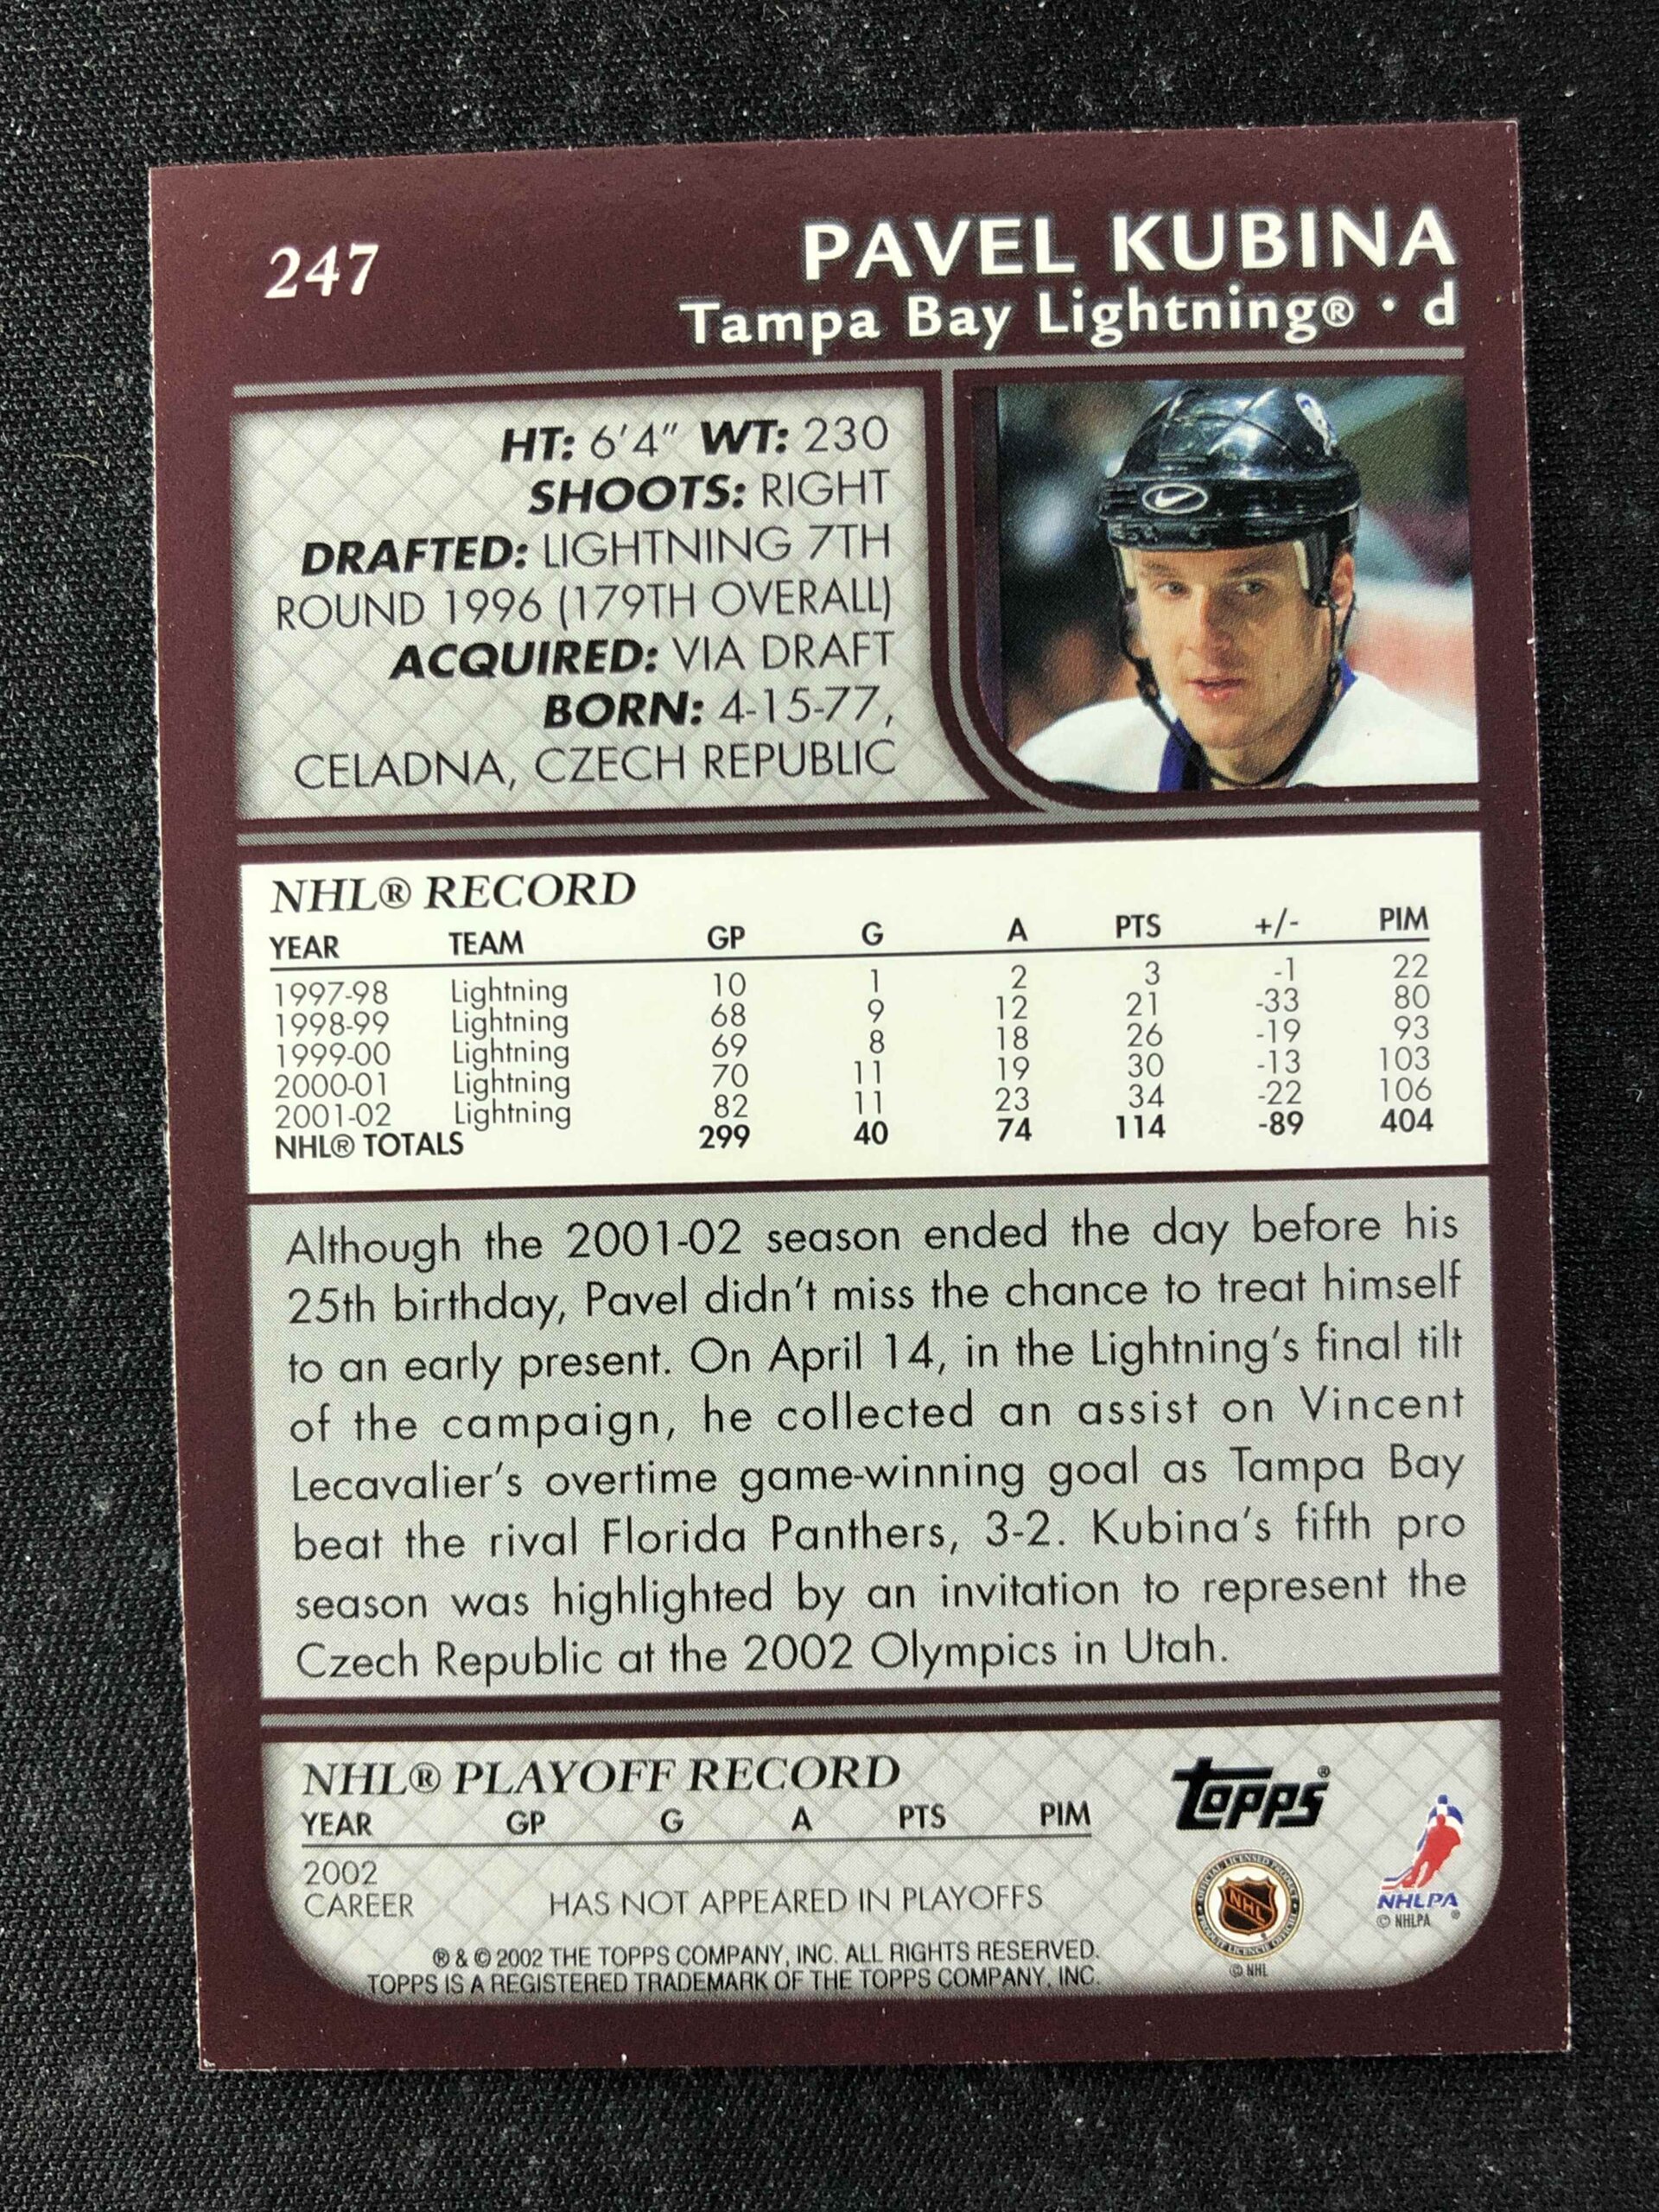 247
PAVEL KUBINA
Tampa Bay Lightning® · d
HT: 6'4" WT: 230
SHOOTS: RIGHT
DRAFTED: LIGHTNING 7TH
ROUND 1996 (179TH OVERALL)
ACQUIRED: VIA DRAFT
BORN: 4-15-77,
CELADNA, CZECH REPUBLIC
NHL® RECORD
YEAR TEAM GP G A PTS +/- PIM
1997-98 Lightning 10 1 2 3 -1 22
1998-99 Lightning 68 9 12 21 -33 80
1999-00 Lightning 69 8 18 26 -19 93
2000-01 Lightning 70 11 19 30 -13 103
2001-02 Lightning 82 11 23 34 -22 106
NHL® TOTALS 299 40 74 114 -89 404
Although the 2001-02 season ended the day before his
25th birthday, Pavel didn't miss the chance to treat himself
to an early present. On April 14, in the Lightning's final tilt
of the campaign, he collected an assist on Vincent
Lecavalier's overtime game-winning goal as Tampa Bay
beat the rival Florida Panthers, 3-2. Kubina's fifth pro
season was highlighted by an invitation to represent the
Czech Republic at the 2002 Olympics in Utah.
NHL® PLAYOFF RECORD
YEAR GP G A PTS PIM
2002
CAREER HAS NOT APPEARED IN PLAYOFFS
® & © 2002 THE TOPPS COMPANY, INC. ALL RIGHTS RESERVED.
TOPPS IS A REGISTERED TRADEMARK OF THE TOPPS COMPANY, INC.
Topps®
OFFICIAL LICENSED PRODUCT
NHL
PRODUIT LICENCIÉ OFFICIEL
© NHL
NHLPA®
© NHLPA